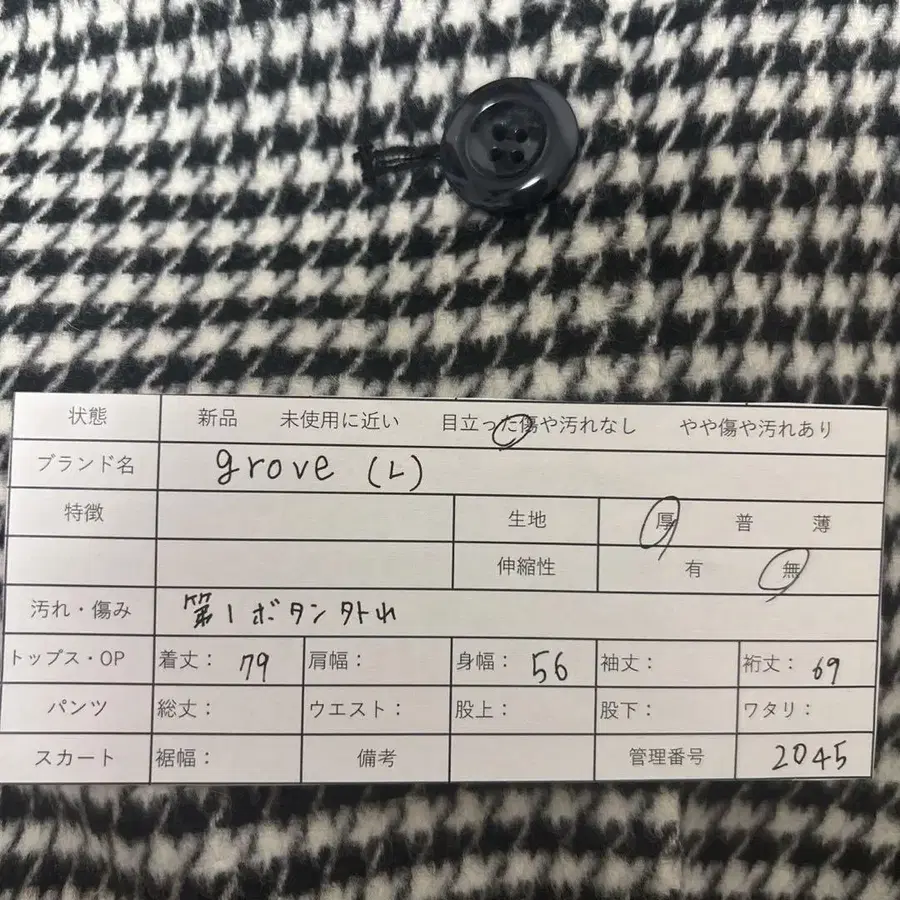 状態 新品 未使用に近い 目立った傷や汚れなし やや傷や汚れあり
ブランド名 grove (L)
特徴 生地 厚 普 薄
伸縮性 有 無
汚れ・傷み 第1ボタン外れ
トップス・OP 着丈： 79 肩幅： 身幅： 56 袖丈： 裄丈： 69
パンツ 総丈： ウエスト： 股上： 股下： ワタリ：
スカート 裾幅： 備考 管理番号 2045